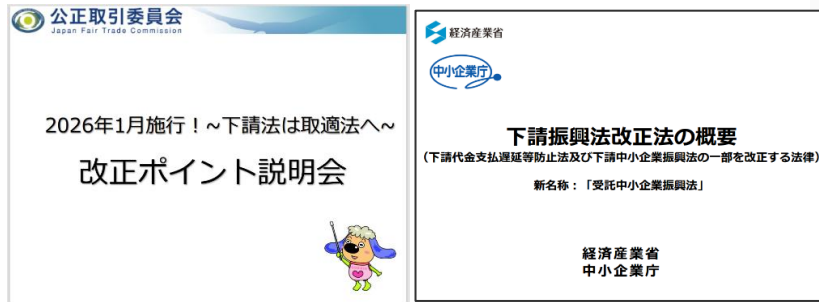 公正取引委員会
Japan Fair Trade Commission
2026年1月施行！~下請法は取適法へ~
改正ポイント説明会
経済産業省
中小企業庁
下請振興法改正法の概要
（下請代金支払遅延等防止法及び下請中小企業振興法の一部を改正する法律）
新名称：「受託中小企業振興法」
経済産業省
中小企業庁